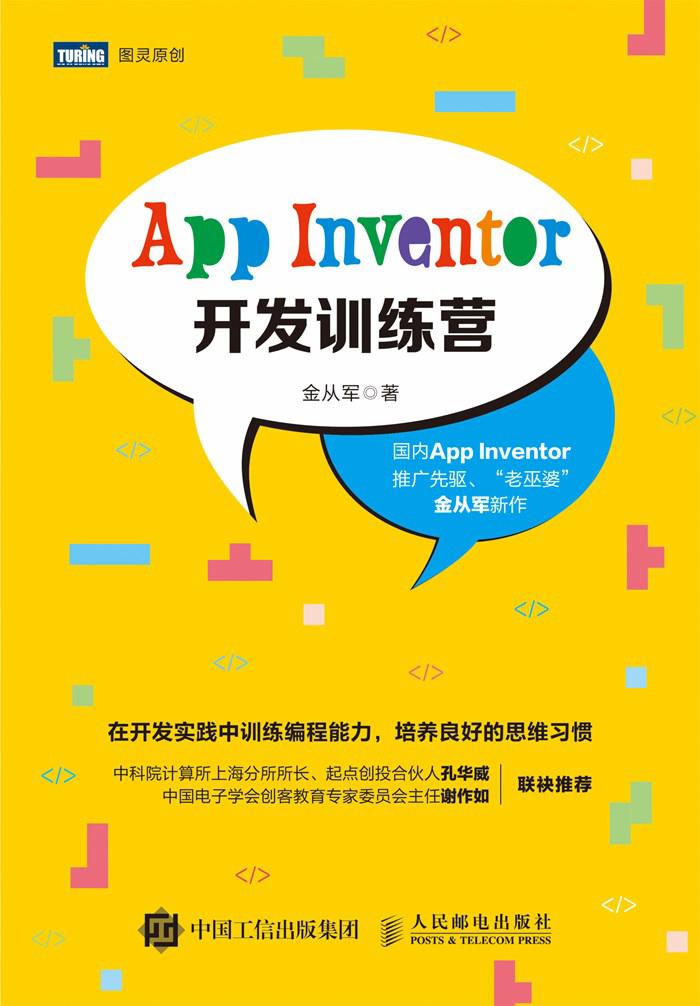 TURING 图灵原创
</>
</>
</>
App Inventor
开发训练营
金从军◎著
国内App Inventor
推广先驱、“老巫婆”
金从军新作
</>
</>
</>
</>
</>
在开发实践中训练编程能力，培养良好的思维习惯
中科院计算所上海分所所长、起点创投合伙人孔华威
中国电子学会创客教育专家委员会主任谢作如
联袂推荐
</>
</>
</>
</>
中国工信出版集团
人民邮电出版社
POSTS & TELECOM PRESS